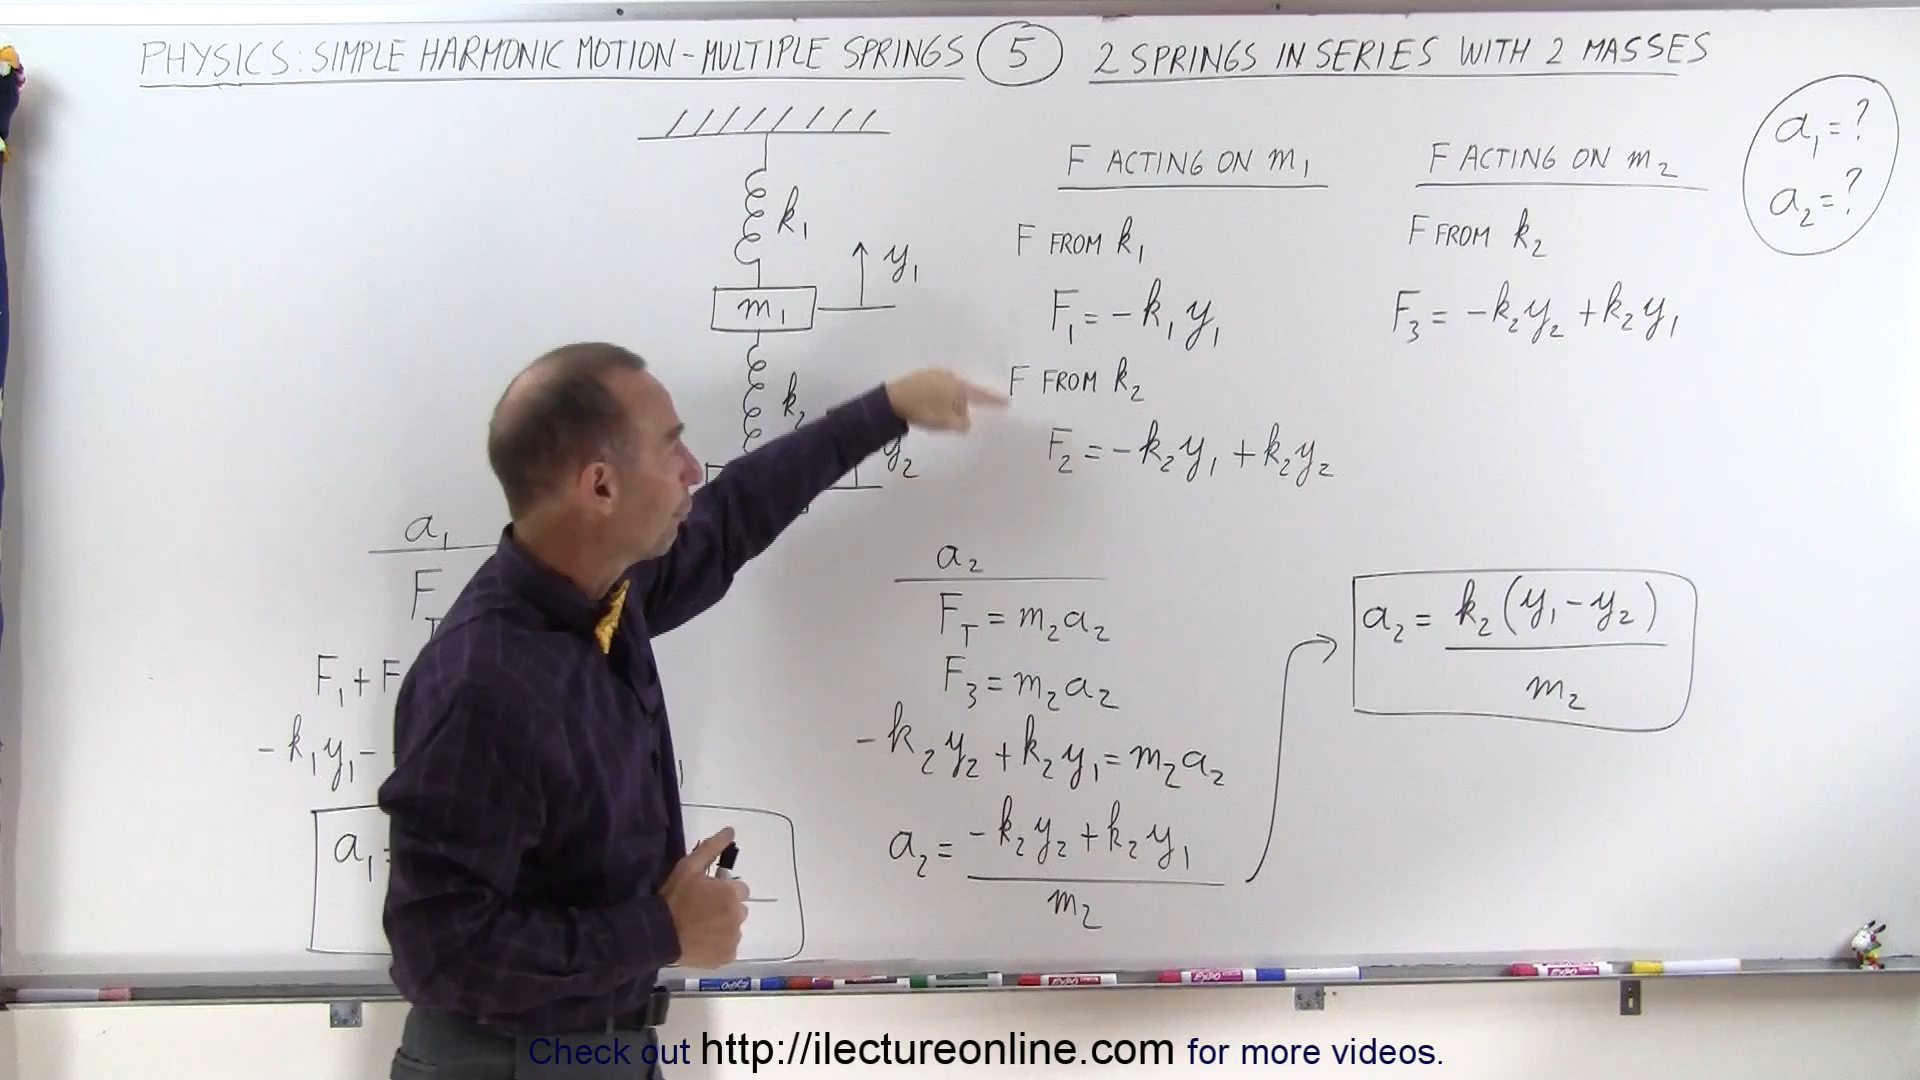 PHYSICS: SIMPLE HARMONIC MOTION - MULTIPLE SPRINGS 5 2 SPRINGS IN SERIES WITH 2 MASSES
a₁ = ?
a₂ = ?
k₁
y₁
m₁
k₂
y₂
F ACTING ON m₁
F FROM k₁
F₁ = -k₁y₁
F FROM k₂
F₂ = -k₂y₁ + k₂y₂
F ACTING ON m₂
F FROM k₂
F₃ = -k₂y₂ + k₂y₁
a₁
F_T
F₁ + F
-k₁y₁ -
a₁ =
a₂
F_T = m₂a₂
F₃ = m₂a₂
-k₂y₂ + k₂y₁ = m₂a₂
a₂ = (-k₂y₂ + k₂y₁) / m₂
a₂ = k₂(y₁ - y₂) / m₂
Check out http://ilectureonline.com for more videos.